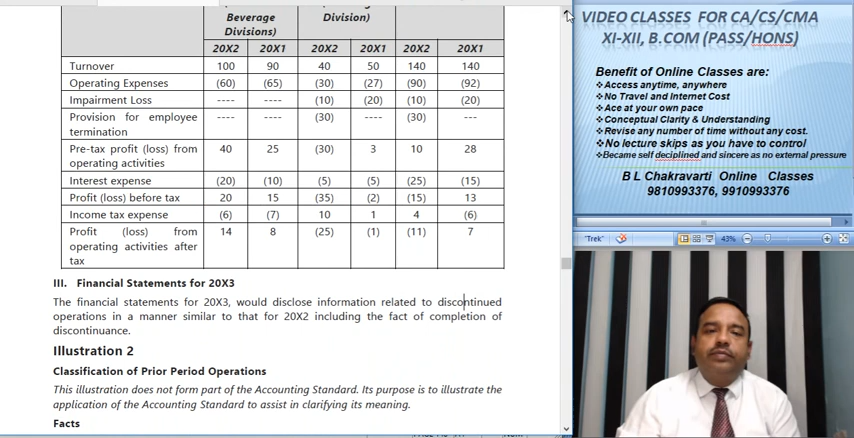 Beverage
Division)
Divisions)
20X2 20X1 20X2 20X1 20X2 20X1
Turnover 100 90 40 50 140 140
Operating Expenses (60) (65) (30) (27) (90) (92)
Impairment Loss ---- ---- (10) (20) (10) (20)
Provision for employee ---- ---- (30) ---- (30) ---
termination
Pre-tax profit (loss) from 40 25 (30) 3 10 28
operating activities
Interest expense (20) (10) (5) (5) (25) (15)
Profit (loss) before tax 20 15 (35) (2) (15) 13
Income tax expense (6) (7) 10 1 4 (6)
Profit (loss) from 14 8 (25) (1) (11) 7
operating activities after
tax
III. Financial Statements for 20X3
The financial statements for 20X3, would disclose information related to discontinued
operations in a manner similar to that for 20X2 including the fact of completion of
discontinuance.
Illustration 2
Classification of Prior Period Operations
This illustration does not form part of the Accounting Standard. Its purpose is to illustrate the
application of the Accounting Standard to assist in clarifying its meaning.
Facts
VIDEO CLASSES FOR CA/CS/CMA
XI-XII, B.COM (PASS/HONS)
Benefit of Online Classes are:
❖Access anytime, anywhere
❖No Travel and Internet Cost
❖Ace at your own pace
❖Conceptual Clarity & Understanding
❖Revise any number of time without any cost.
❖No lecture skips as you have to control
❖Became self deciplined and sincere as no external pressure
B L Chakravarti Online Classes
9810993376, 9910993376
"Trek" 43%